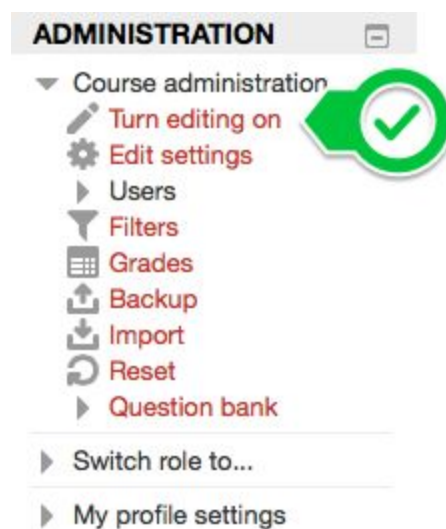 ADMINISTRATION
Course administration
Turn editing on
Edit settings
Users
Filters
Grades
Backup
Import
Reset
Question bank
Switch role to...
My profile settings